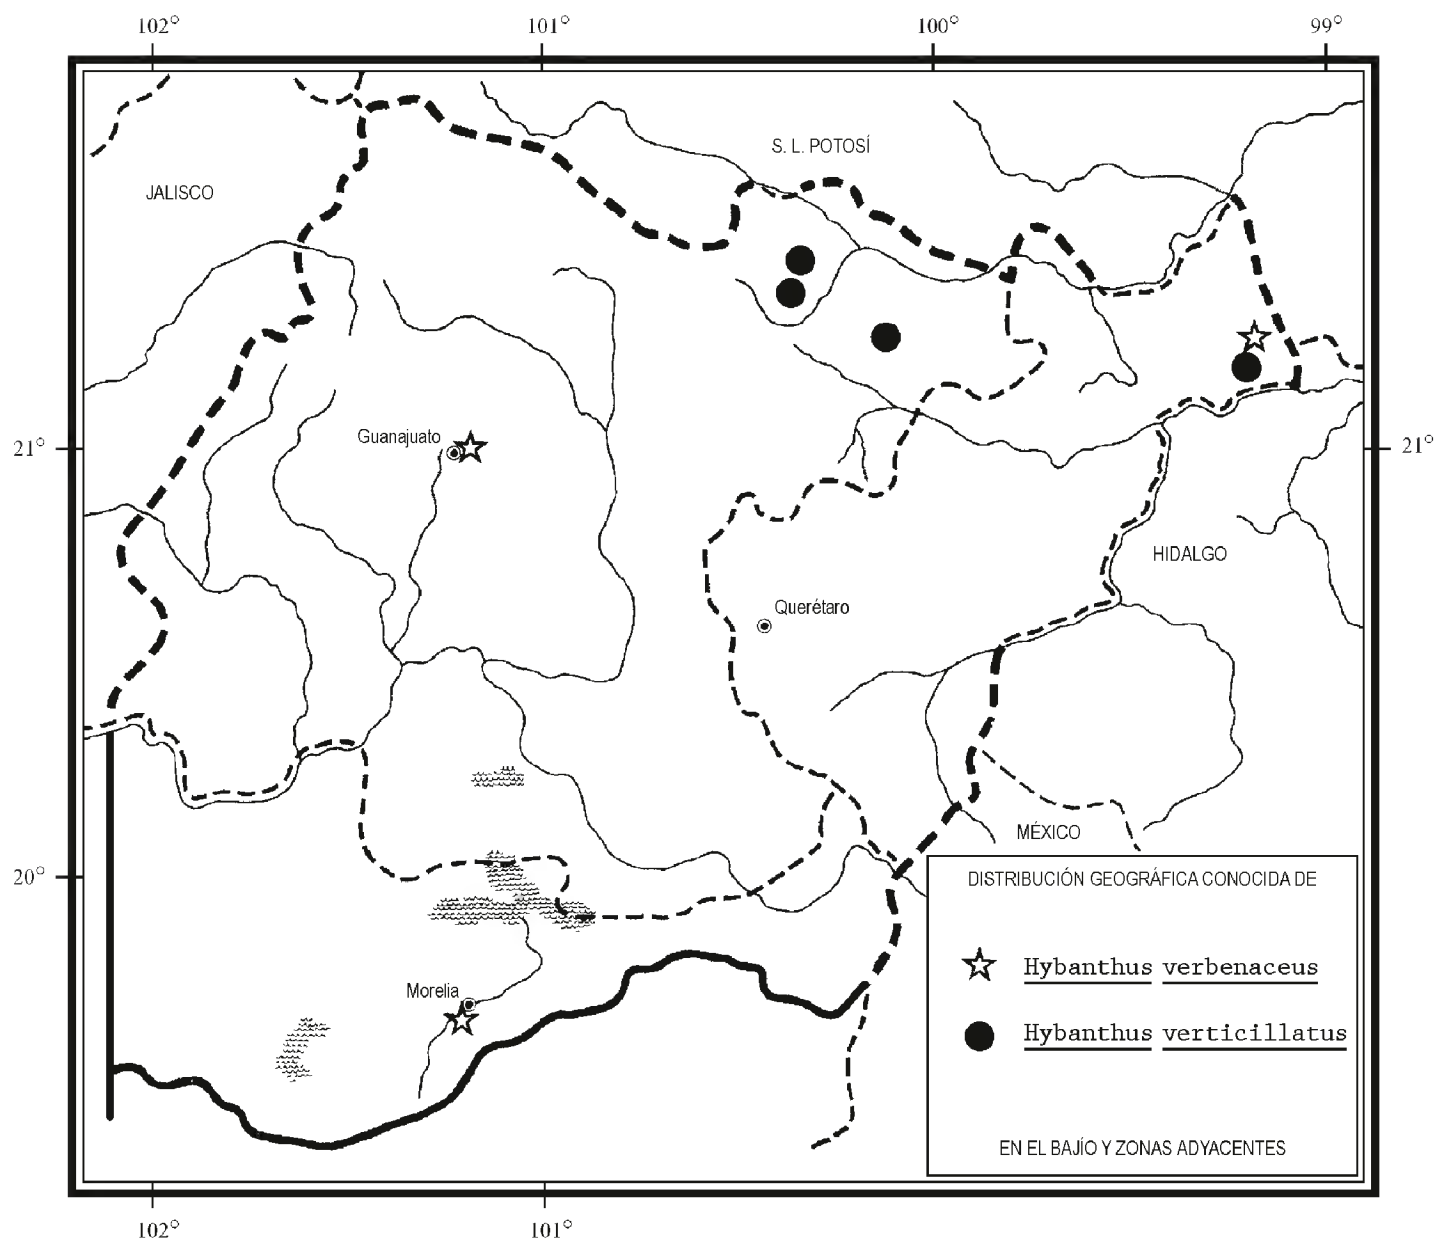 102° 101° 100° 99°
S. L. POTOSÍ
JALISCO
Guanajuato
21° 21°
HIDALGO
Querétaro
MÉXICO
20°
DISTRIBUCIÓN GEOGRÁFICA CONOCIDA DE
Hybanthus verbenaceus
Morelia
Hybanthus verticillatus
EN EL BAJÍO Y ZONAS ADYACENTES
102° 101°